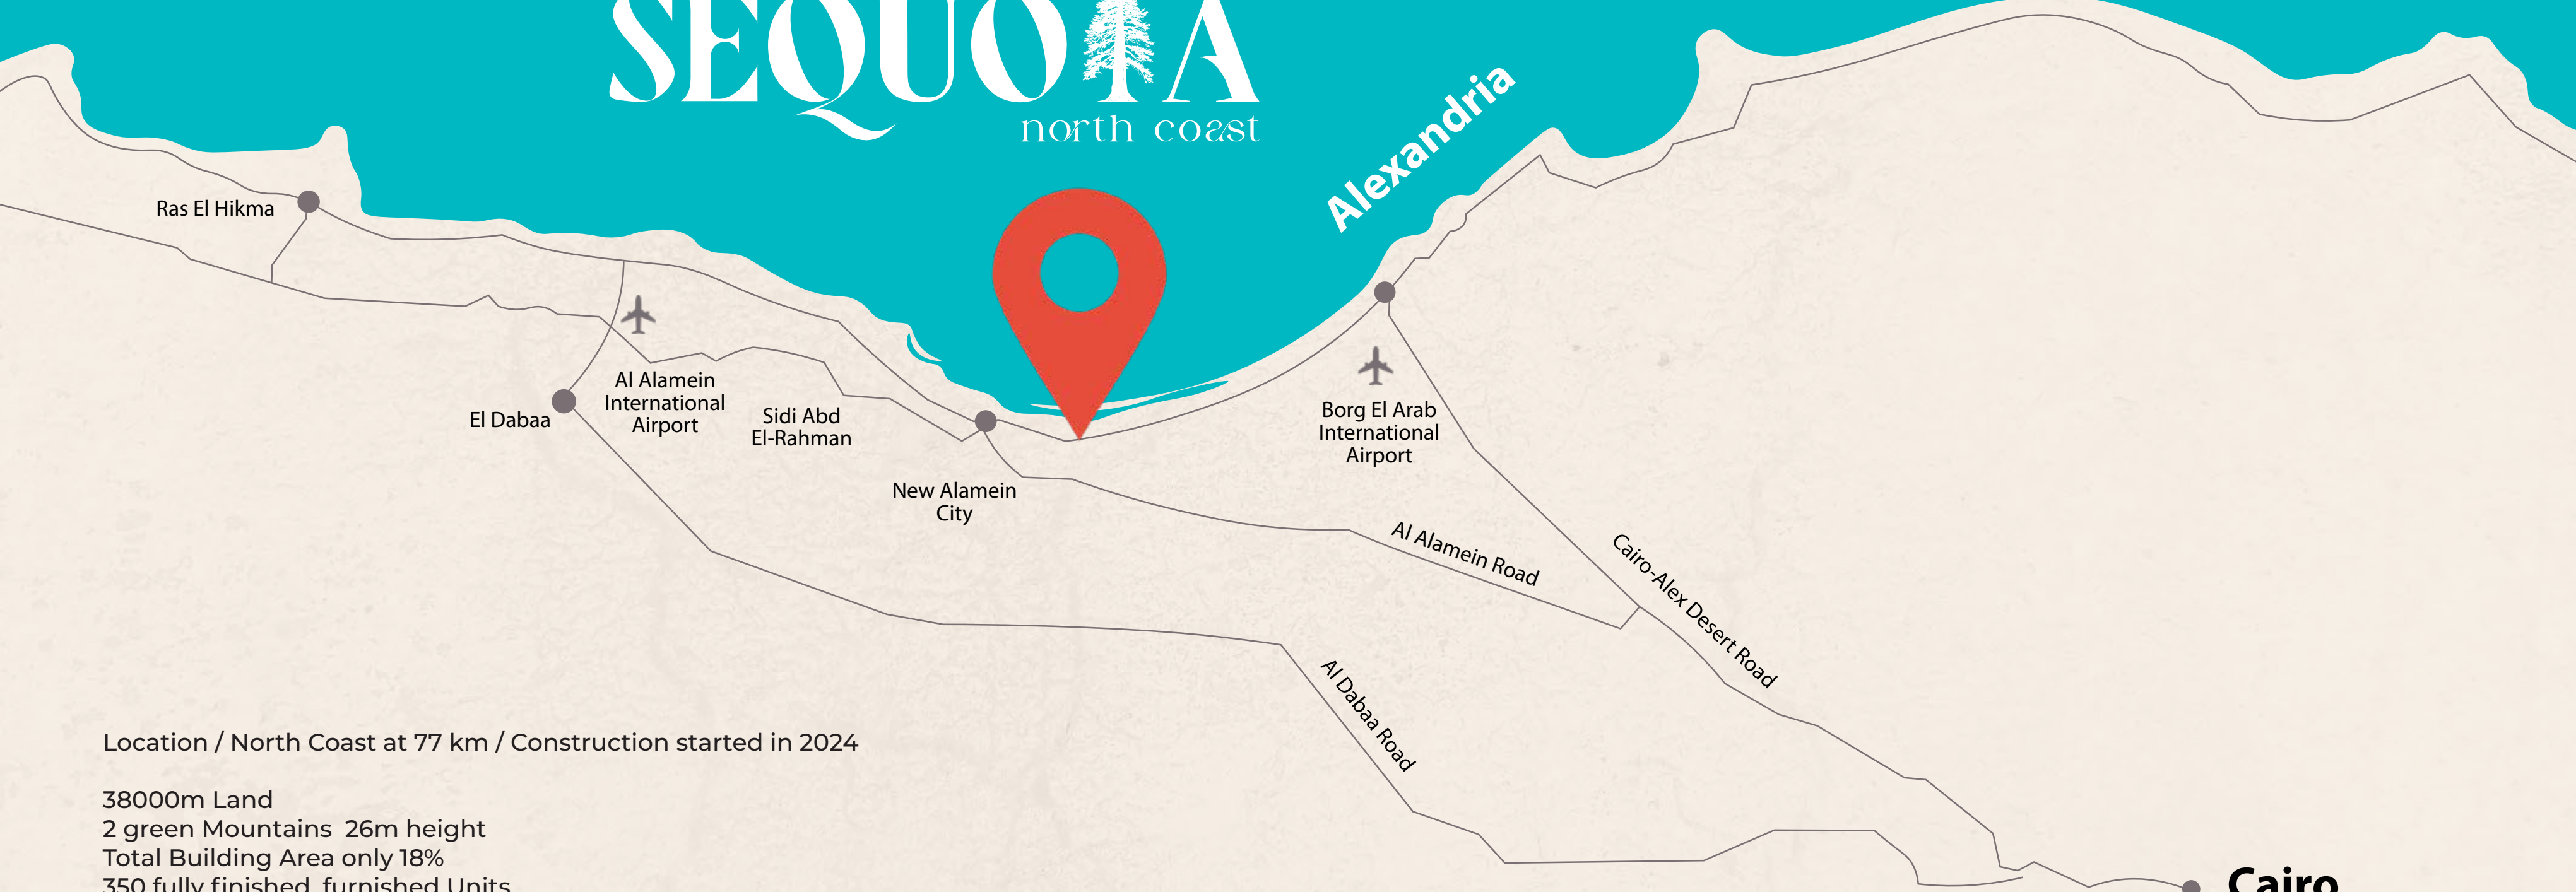 SEQUOIA
north coast
Alexandria
Ras El Hikma
El Dabaa
Al Alamein
International
Airport
Sidi Abd
El-Rahman
New Alamein
City
Borg El Arab
International
Airport
Al Alamein Road
Cairo-Alex Desert Road
Al Dabaa Road
Location / North Coast at 77 km / Construction started in 2024
38000m Land
2 green Mountains 26m height
Total Building Area only 18%
350 fully finished, furnished Units
Cairo